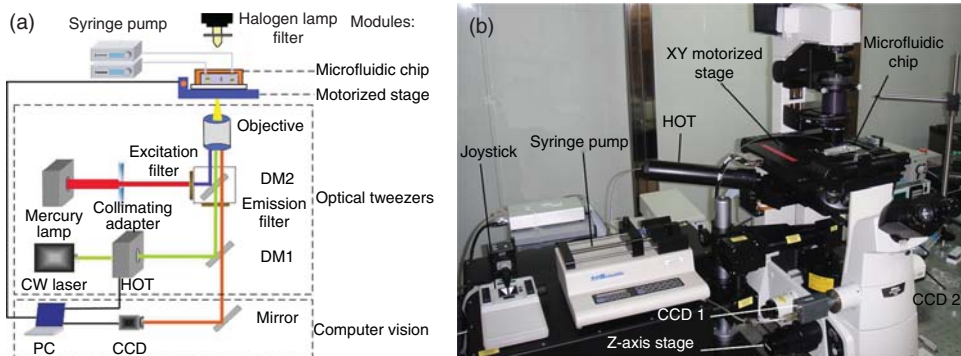 (a)
Syringe pump
Halogen lamp
filter
Modules:
Microfluidic chip
Motorized stage
Objective
Excitation
filter
DM2
Optical tweezers
Emission
filter
Mercury
lamp
Collimating
adapter
DM1
CW laser
HOT
Mirror
Computer vision
PC
CCD
(b)
XY motorized
stage
Microfluidic
chip
HOT
Syringe pump
Joystick
CCD 2
CCD 1
Z-axis stage